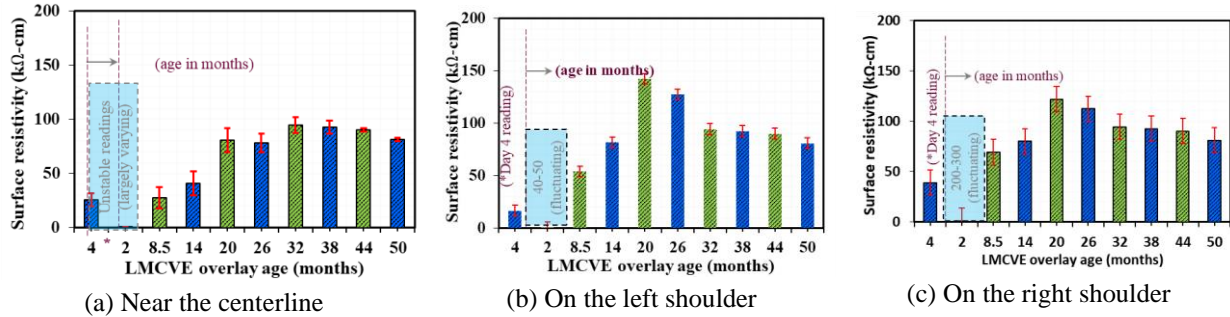 200
150
100
50
0
Surface resistivity (kΩ-cm)
(age in months)
Unstable readings
(largely varying)
4 2 8.5 14 20 26 32 38 44 50
*
LMCVE overlay age (months)
(a) Near the centerline
200
150
100
50
0
Surface resistivity (kΩ-cm)
(age in months)
(*Day 4 reading)
40-50
(fluctuating)
4 2 8.5 14 20 26 32 38 44 50
LMCVE overlay age (months)
(b) On the left shoulder
200
150
100
50
0
Surface resistivity (kΩ-cm)
(age in months)
(*Day 4 reading)
200-300
(fluctuating)
4 2 8.5 14 20 26 32 38 44 50
LMCVE overlay age (months)
(c) On the right shoulder